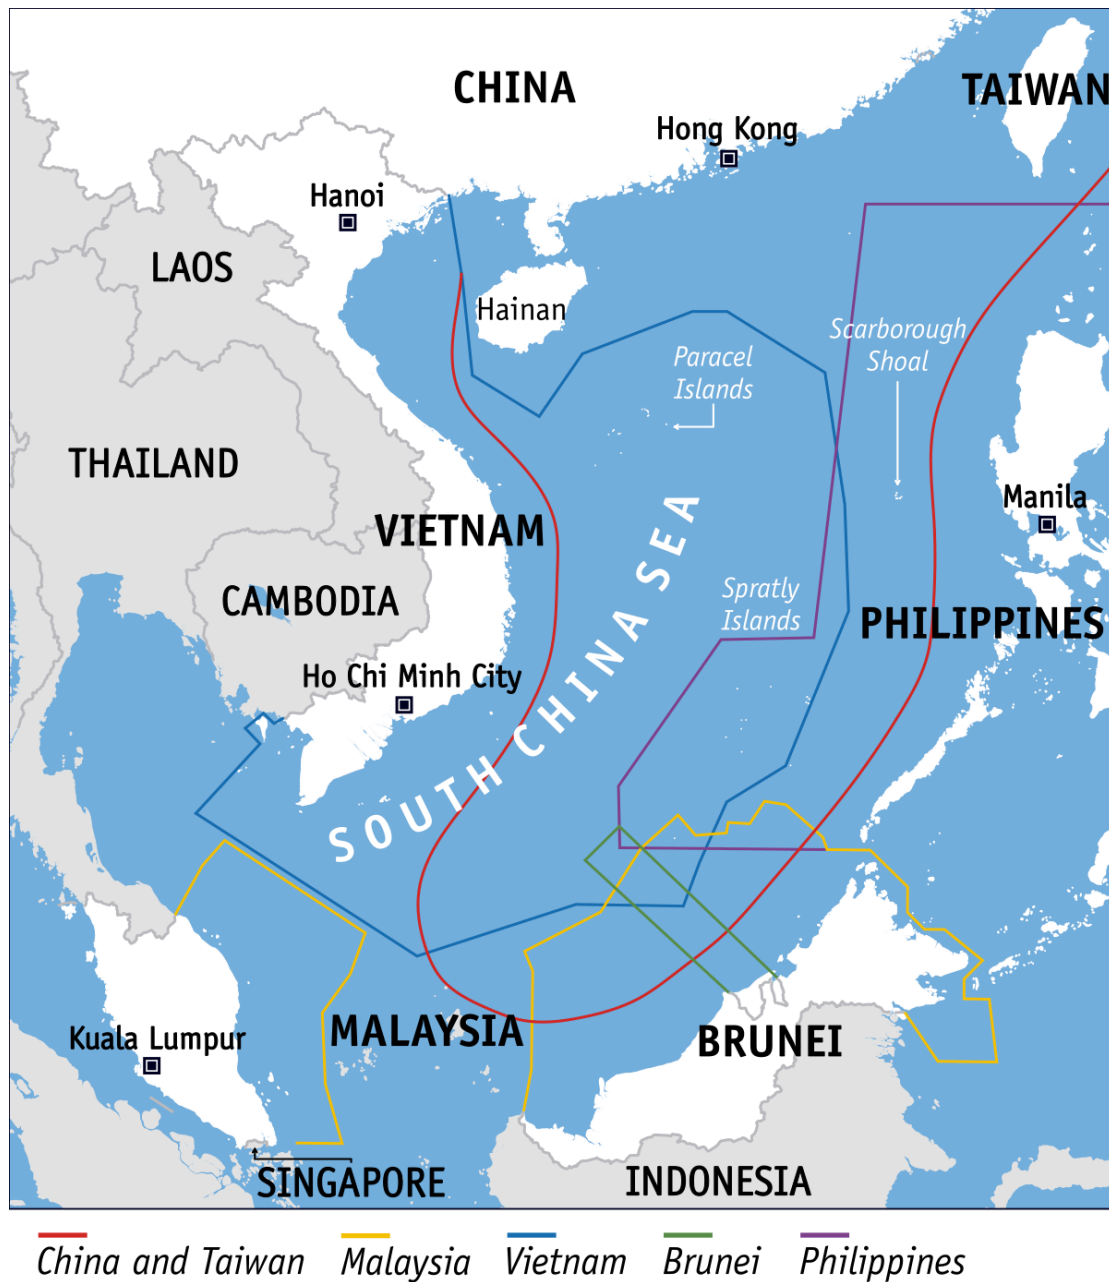 CHINA
TAIWAN
Hong Kong
Hanoi
LAOS
Hainan
Scarborough
Shoal
Paracel
Islands
THAILAND
Manila
VIETNAM
CAMBODIA
Spratly
Islands
PHILIPPINES
Ho Chi Minh City
SOUTH CHINA SEA
MALAYSIA
Kuala Lumpur
BRUNEI
SINGAPORE
INDONESIA
China and Taiwan
Malaysia
Vietnam
Brunei
Philippines